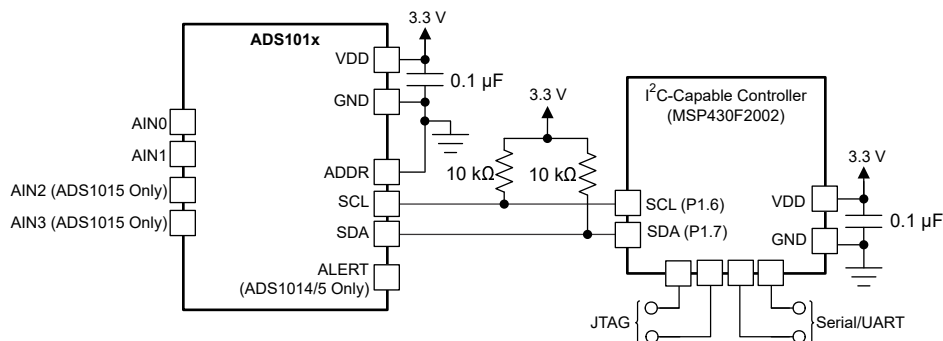 3.3 V
ADS101x
VDD
0.1 µF
GND
AIN0
AIN1
AIN2 (ADS1015 Only)
AIN3 (ADS1015 Only)
ADDR
SCL
SDA
ALERT
(ADS1014/5 Only)
3.3 V
10 kΩ
10 kΩ
I²C-Capable Controller
(MSP430F2002)
3.3 V
SCL (P1.6)
VDD
0.1 µF
SDA (P1.7)
GND
JTAG
Serial/UART